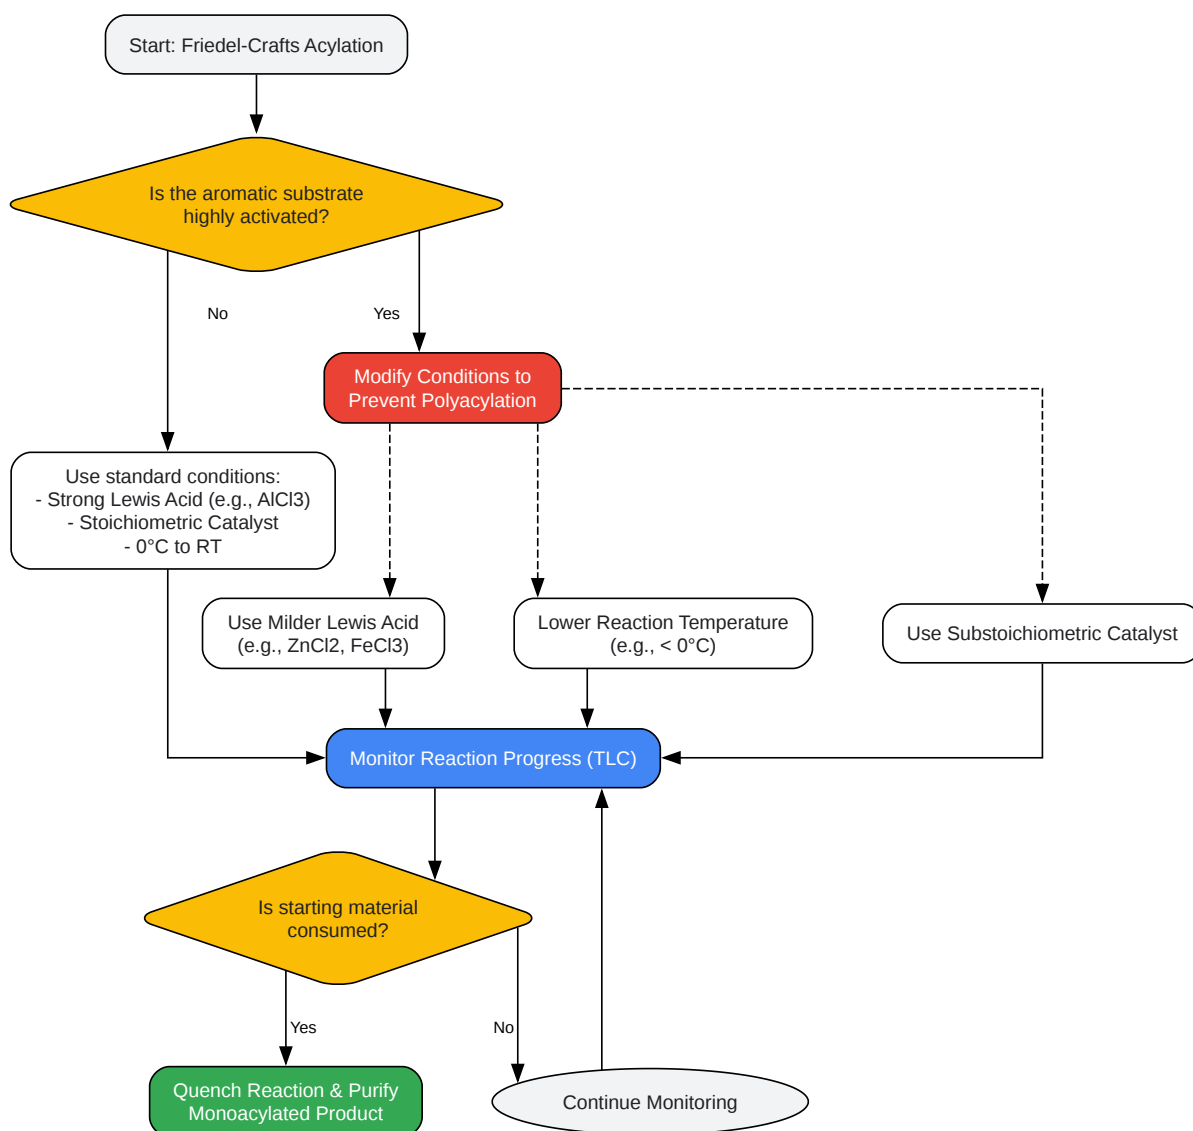 Start: Friedel-Crafts Acylation
Is the aromatic substrate
highly activated?
No
Yes
Modify Conditions to
Prevent Polyacylation
Use standard conditions:
- Strong Lewis Acid (e.g., AlCl3)
- Stoichiometric Catalyst
- 0°C to RT
Use Milder Lewis Acid
(e.g., ZnCl2, FeCl3)
Lower Reaction Temperature
(e.g., < 0°C)
Use Substoichiometric Catalyst
Monitor Reaction Progress (TLC)
Is starting material
consumed?
Yes
No
Quench Reaction & Purify
Monoacylated Product
Continue Monitoring